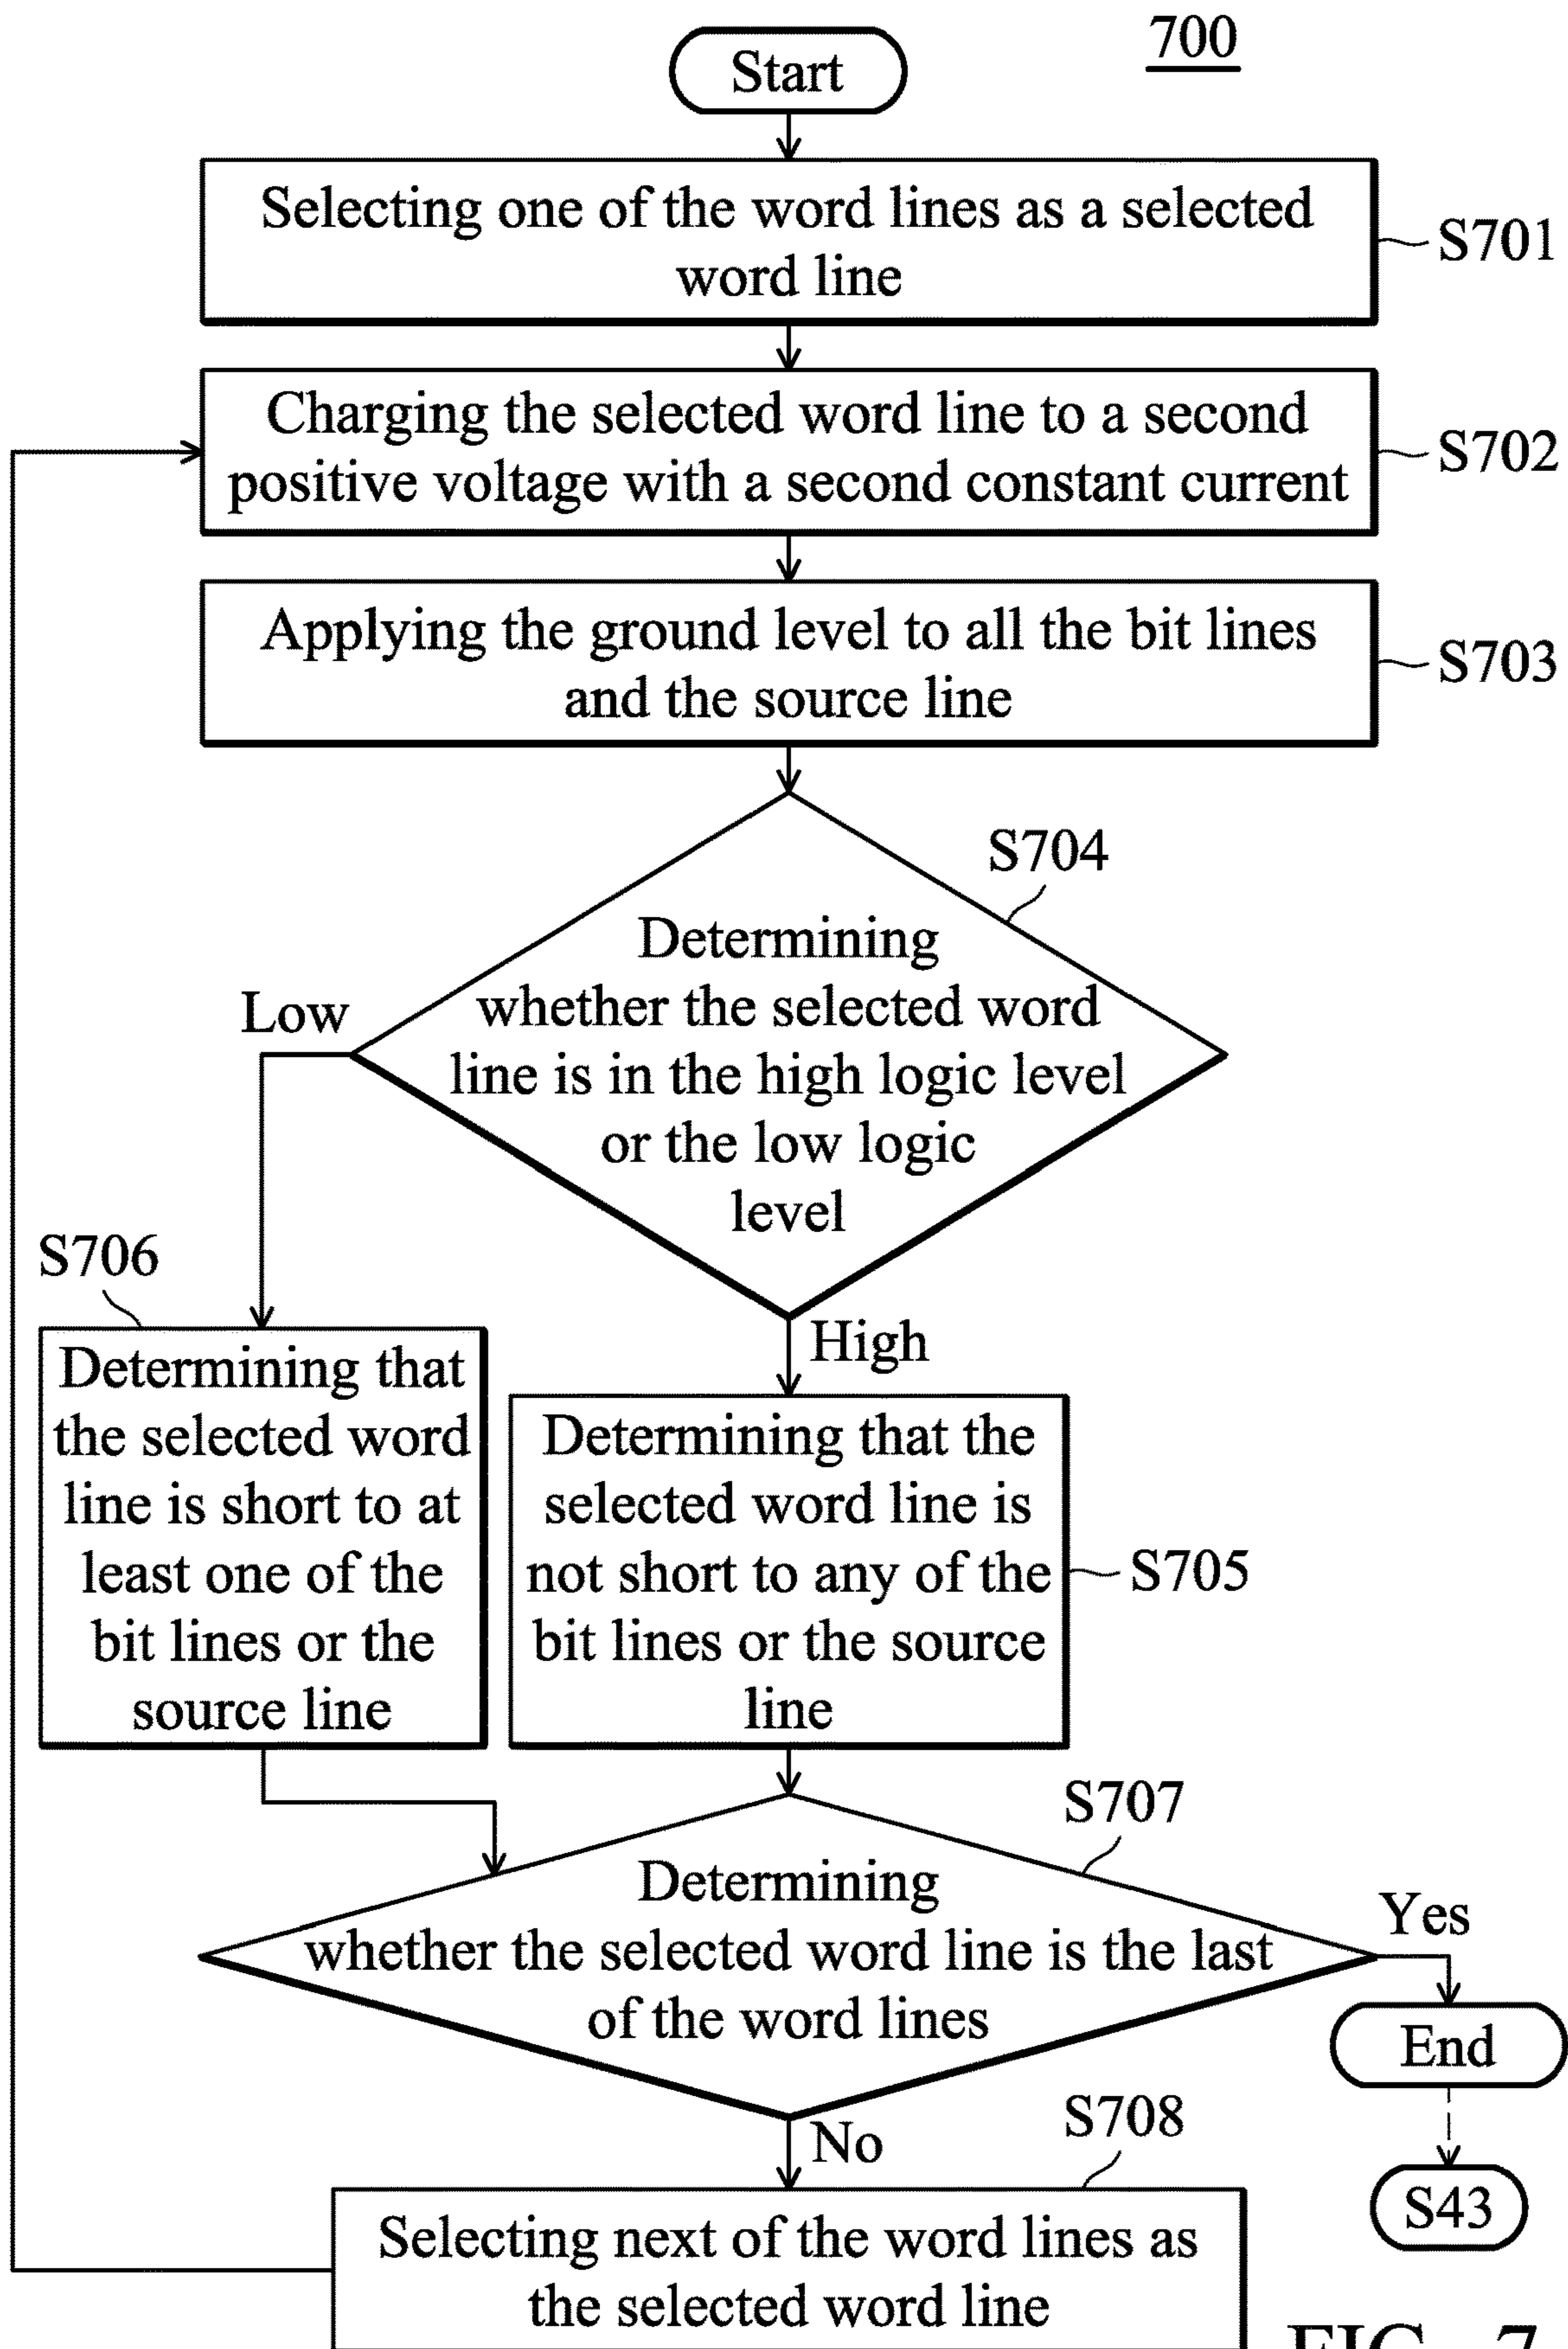 700
Start
Selecting one of the word lines as a selected
word line
S701
Charging the selected word line to a second
positive voltage with a second constant current
S702
Applying the ground level to all the bit lines
and the source line
S703
S704
Determining
whether the selected word
line is in the high logic level
or the low logic
level
Low
High
S706
Determining that
the selected word
line is short to at
least one of the
bit lines or the
source line
Determining that the
selected word line is
not short to any of the
bit lines or the source
line
S705
S707
Determining
whether the selected word line is the last
of the word lines
Yes
End
S43
No
S708
Selecting next of the word lines as
the selected word line
FIG. 7